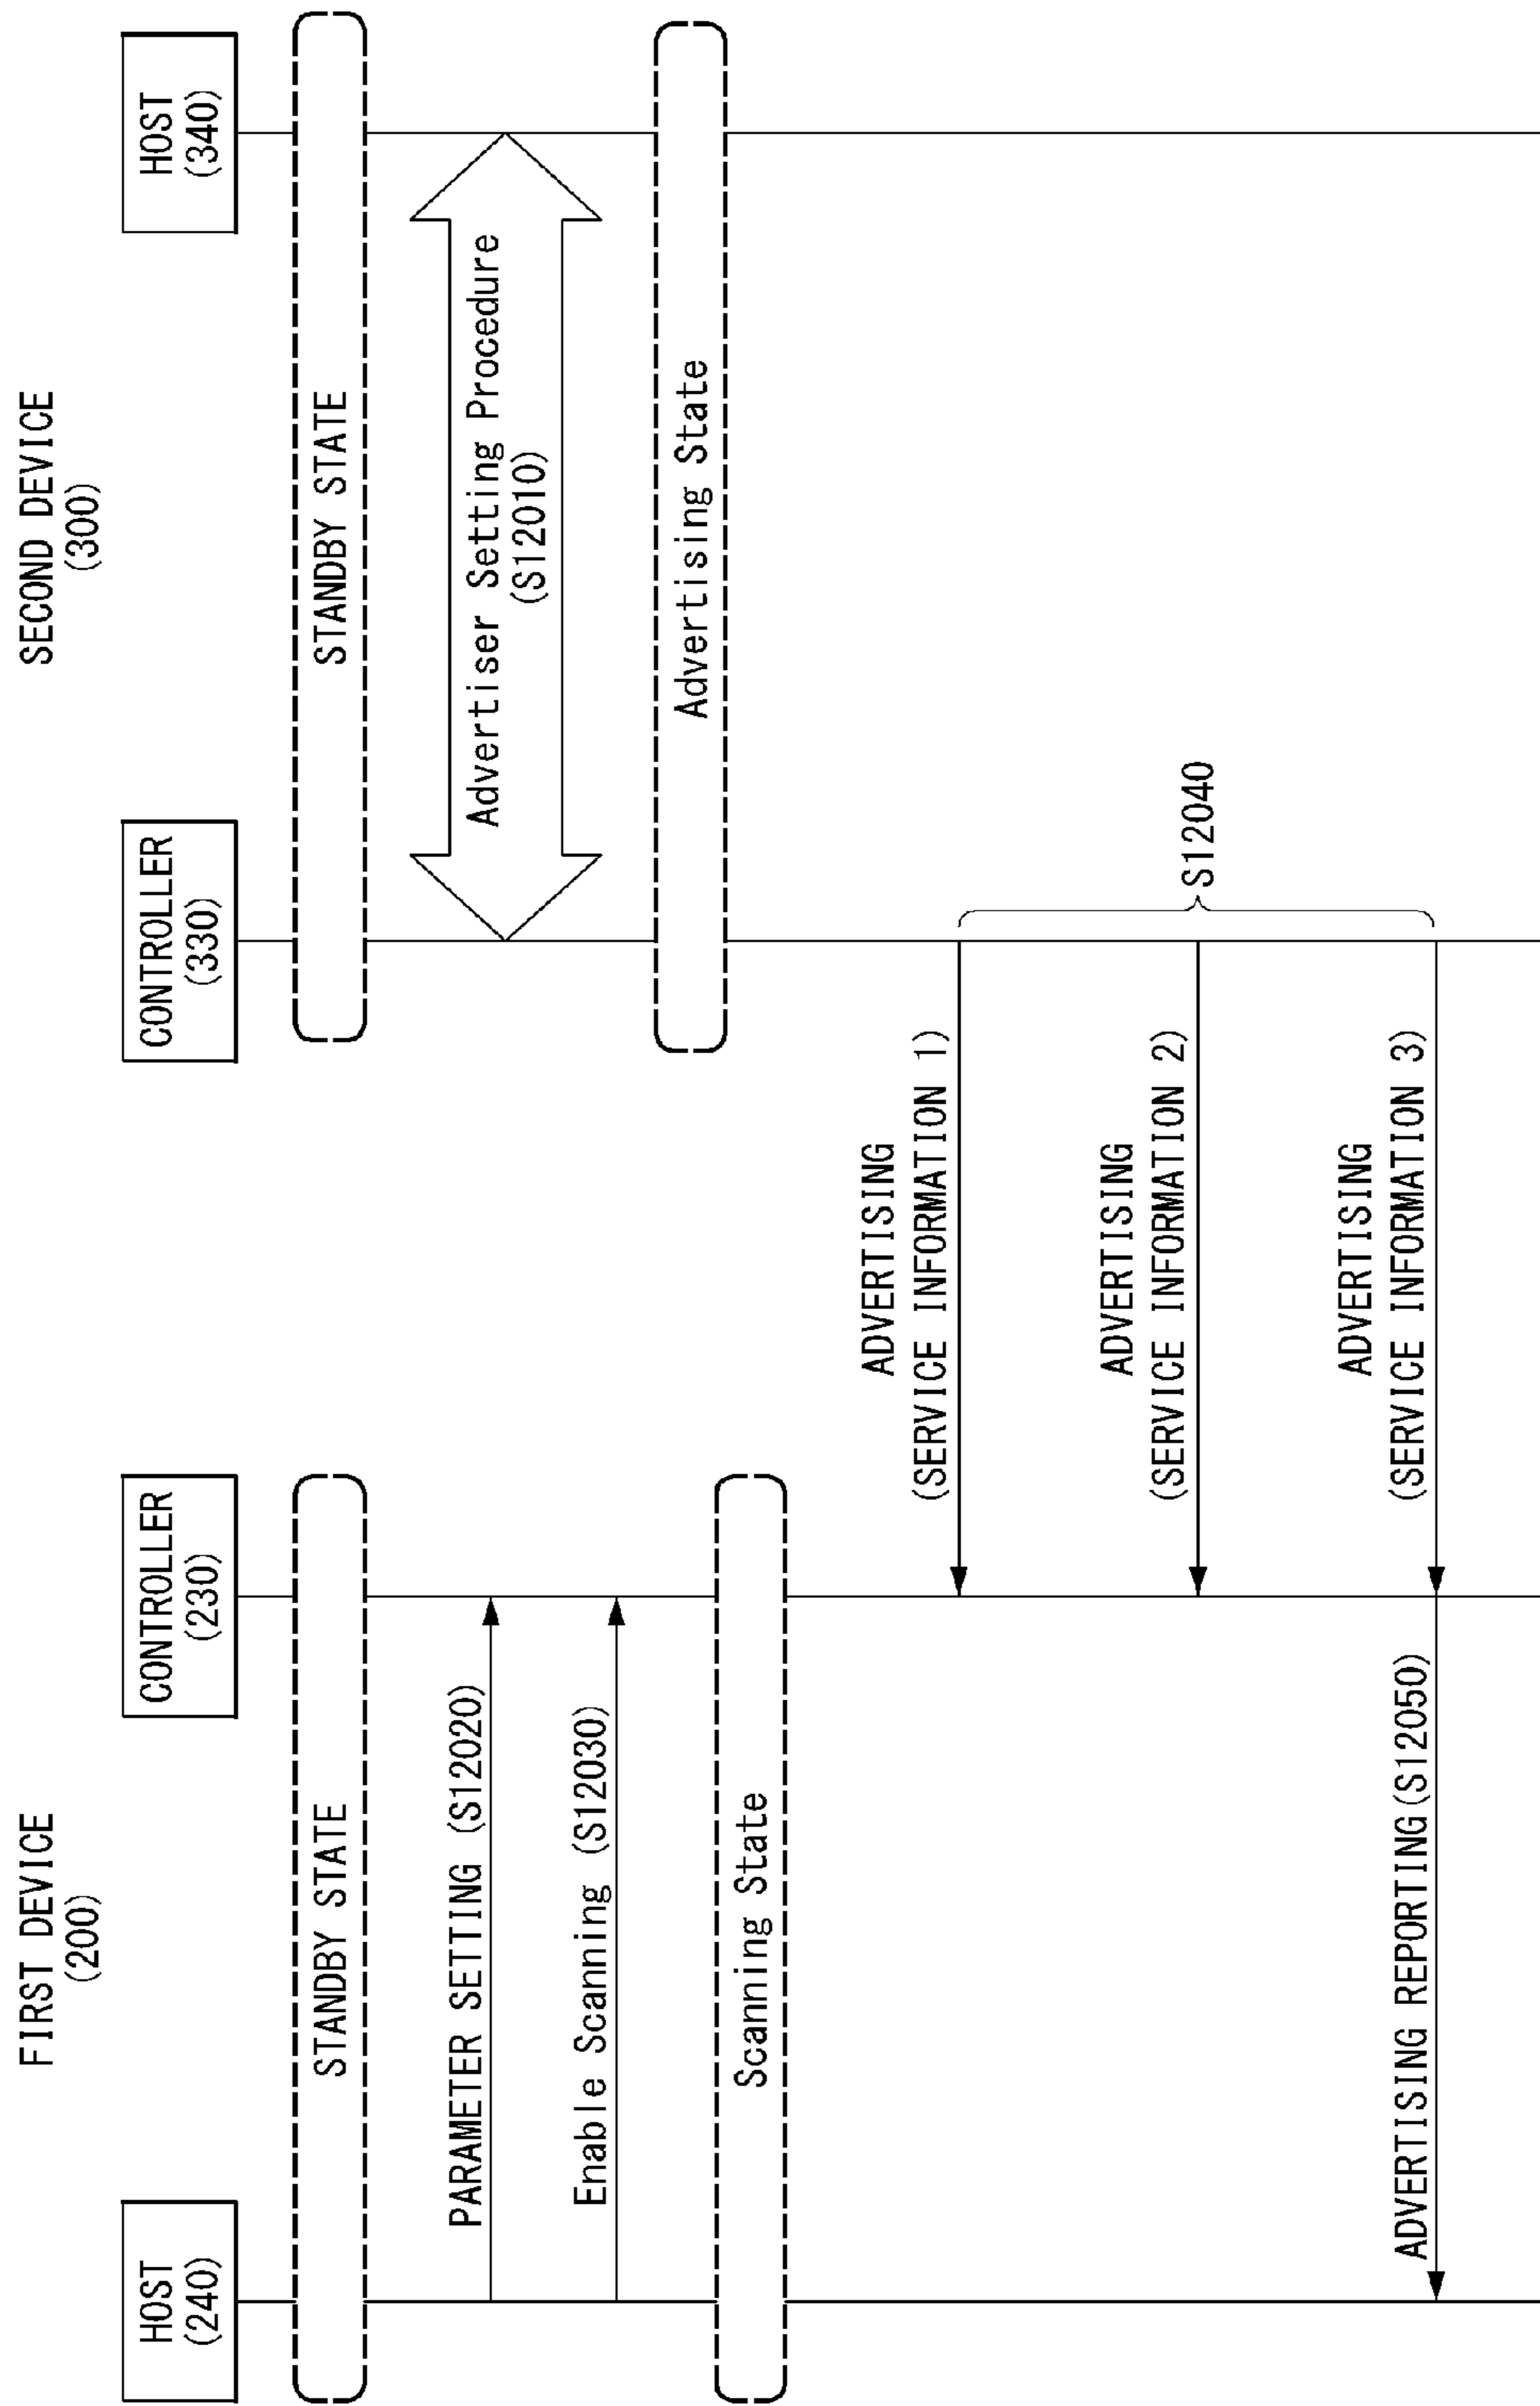 FIRST DEVICE
(200)
SECOND DEVICE
(300)
HOST
(240)
CONTROLLER
(230)
CONTROLLER
(330)
HOST
(340)
STANDBY STATE
STANDBY STATE
PARAMETER SETTING (S12020)
Advertiser Setting Procedure
(S12010)
Enable Scanning (S12030)
Advertising State
Scanning State
ADVERTISING
(SERVICE INFORMATION 1)
ADVERTISING
(SERVICE INFORMATION 2)
S12040
ADVERTISING
(SERVICE INFORMATION 3)
ADVERTISING REPORTING(S12050)